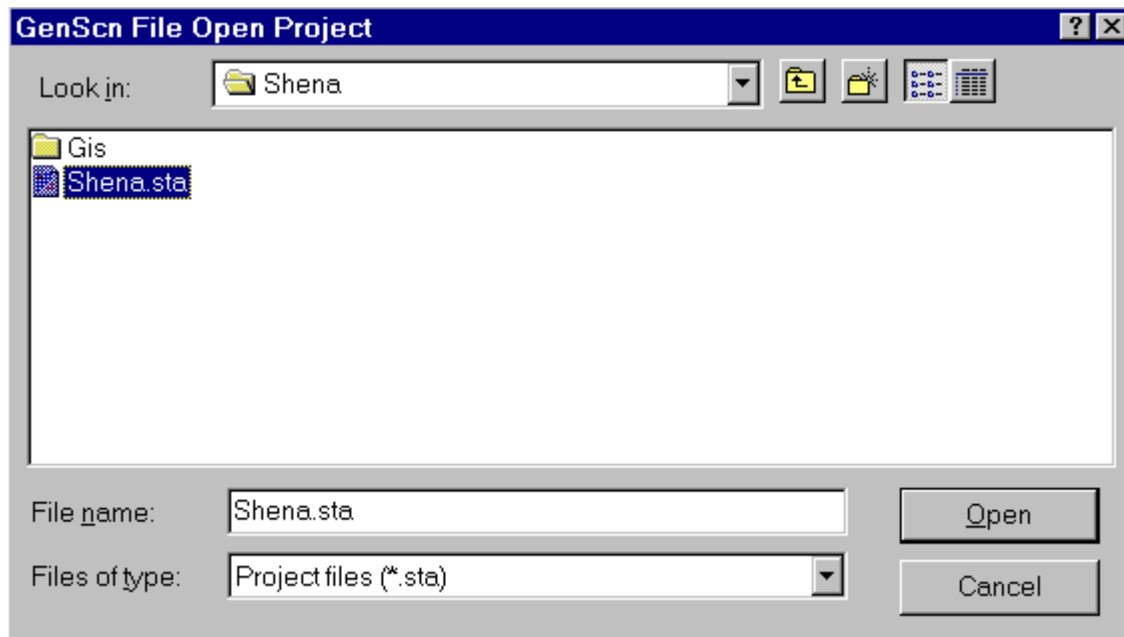 GenScn File Open Project
Look in: Shena
Gis
Shena.sta
File name: Shena.sta Open
Files of type: Project files (*.sta) Cancel